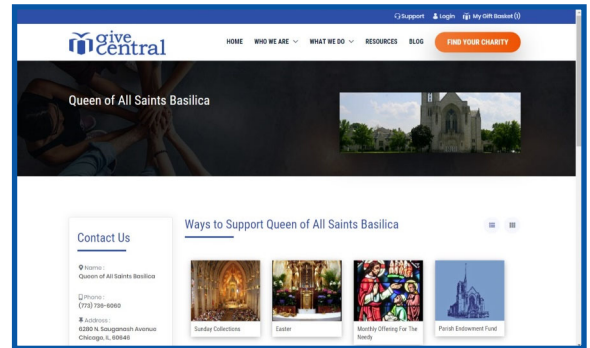 Support Login My Gift Basket (1)
give central
HOME WHO WE ARE WHAT WE DO RESOURCES BLOG FIND YOUR CHARITY
Queen of All Saints Basilica
Contact Us
Name :
Queen of All Saints Basilica
Phone :
(773) 736-6060
Address :
6280 N. Sauganash Avenue
Chicago, IL 60646
Ways to Support Queen of All Saints Basilica
Sunday Collections
Easter
Monthly Offering For The
Needy
Parish Endowment Fund